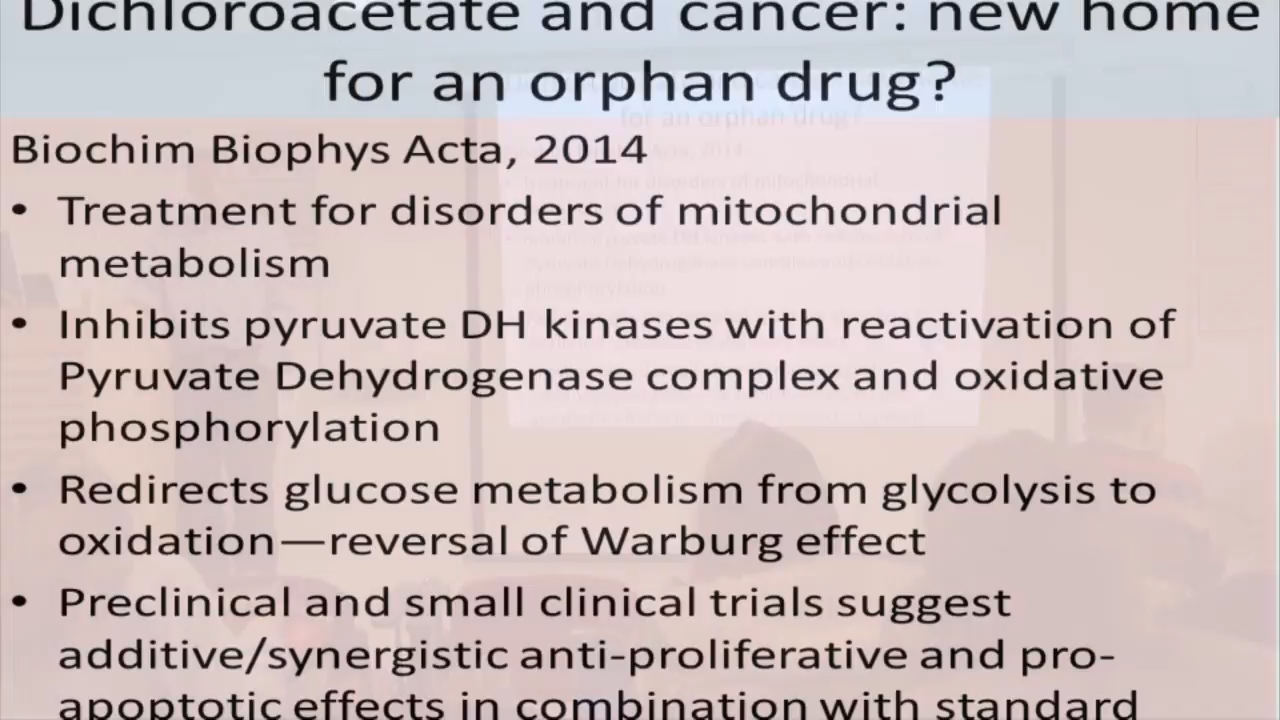 Dichloroacetate and cancer: new home
for an orphan drug?
Biochim Biophys Acta, 2014
• Treatment for disorders of mitochondrial
metabolism
• Inhibits pyruvate DH kinases with reactivation of
Pyruvate Dehydrogenase complex and oxidative
phosphorylation
• Redirects glucose metabolism from glycolysis to
oxidation—reversal of Warburg effect
• Preclinical and small clinical trials suggest
additive/synergistic anti-proliferative and pro-
apoptotic effects in combination with standard